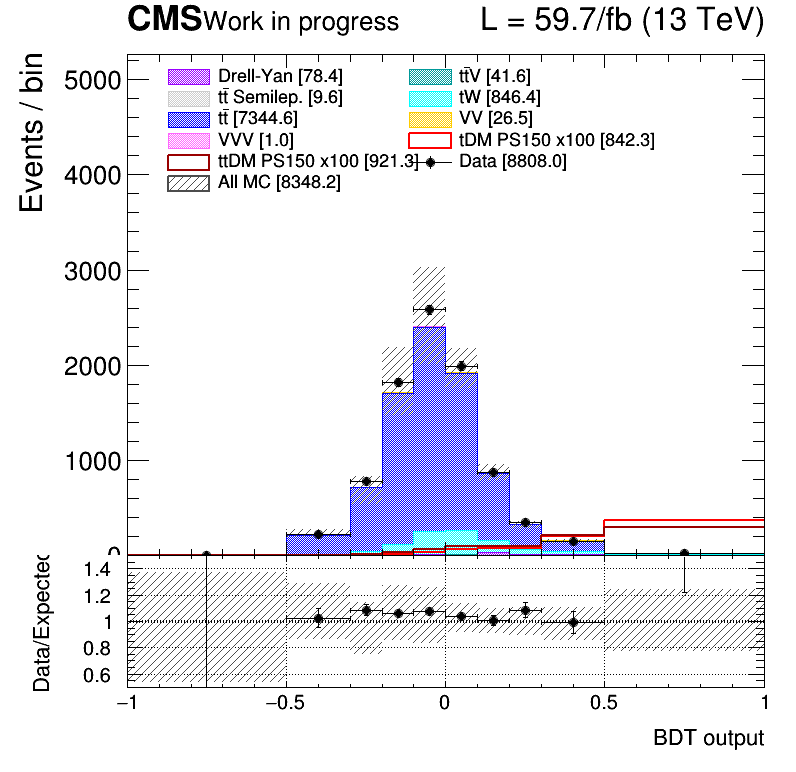 CMS Work in progress L = 59.7/fb (13 TeV)
Events / bin
5000
4000
3000
2000
1000
0
Drell-Yan [78.4] tt̄V [41.6]
tt̄ Semilep. [9.6] tW [846.4]
tt̄ [7344.6] VV [26.5]
VVV [1.0] tDM PS150 x100 [842.3]
ttDM PS150 x100 [921.3] Data [8808.0]
All MC [8348.2]
Data/Expected
1.4
1.2
1
0.8
0.6
−1 −0.5 0 0.5 1
BDT output